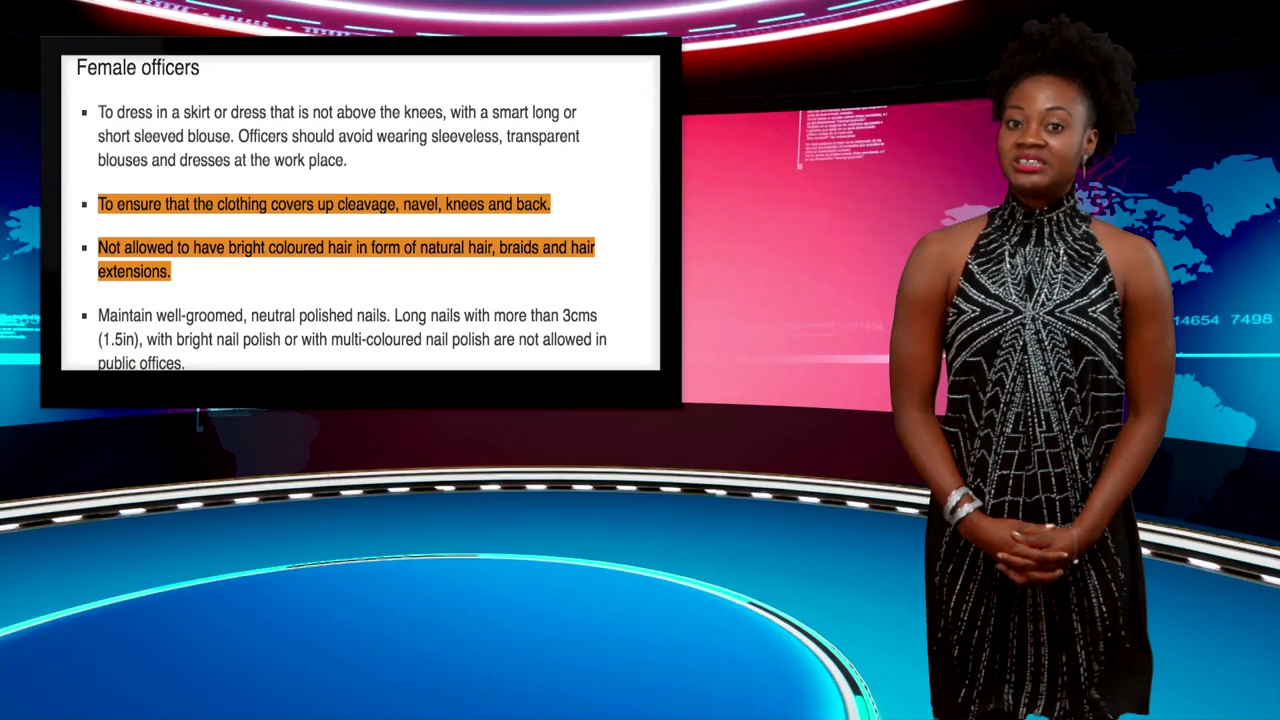 Female officers
To dress in a skirt or dress that is not above the knees, with a smart long or
short sleeved blouse. Officers should avoid wearing sleeveless, transparent
blouses and dresses at the work place.
To ensure that the clothing covers up cleavage, navel, knees and back.
Not allowed to have bright coloured hair in form of natural hair, braids and hair
extensions.
Maintain well-groomed, neutral polished nails. Long nails with more than 3cms
(1.5in), with bright nail polish or with multi-coloured nail polish are not allowed in
public offices.
14654 7498